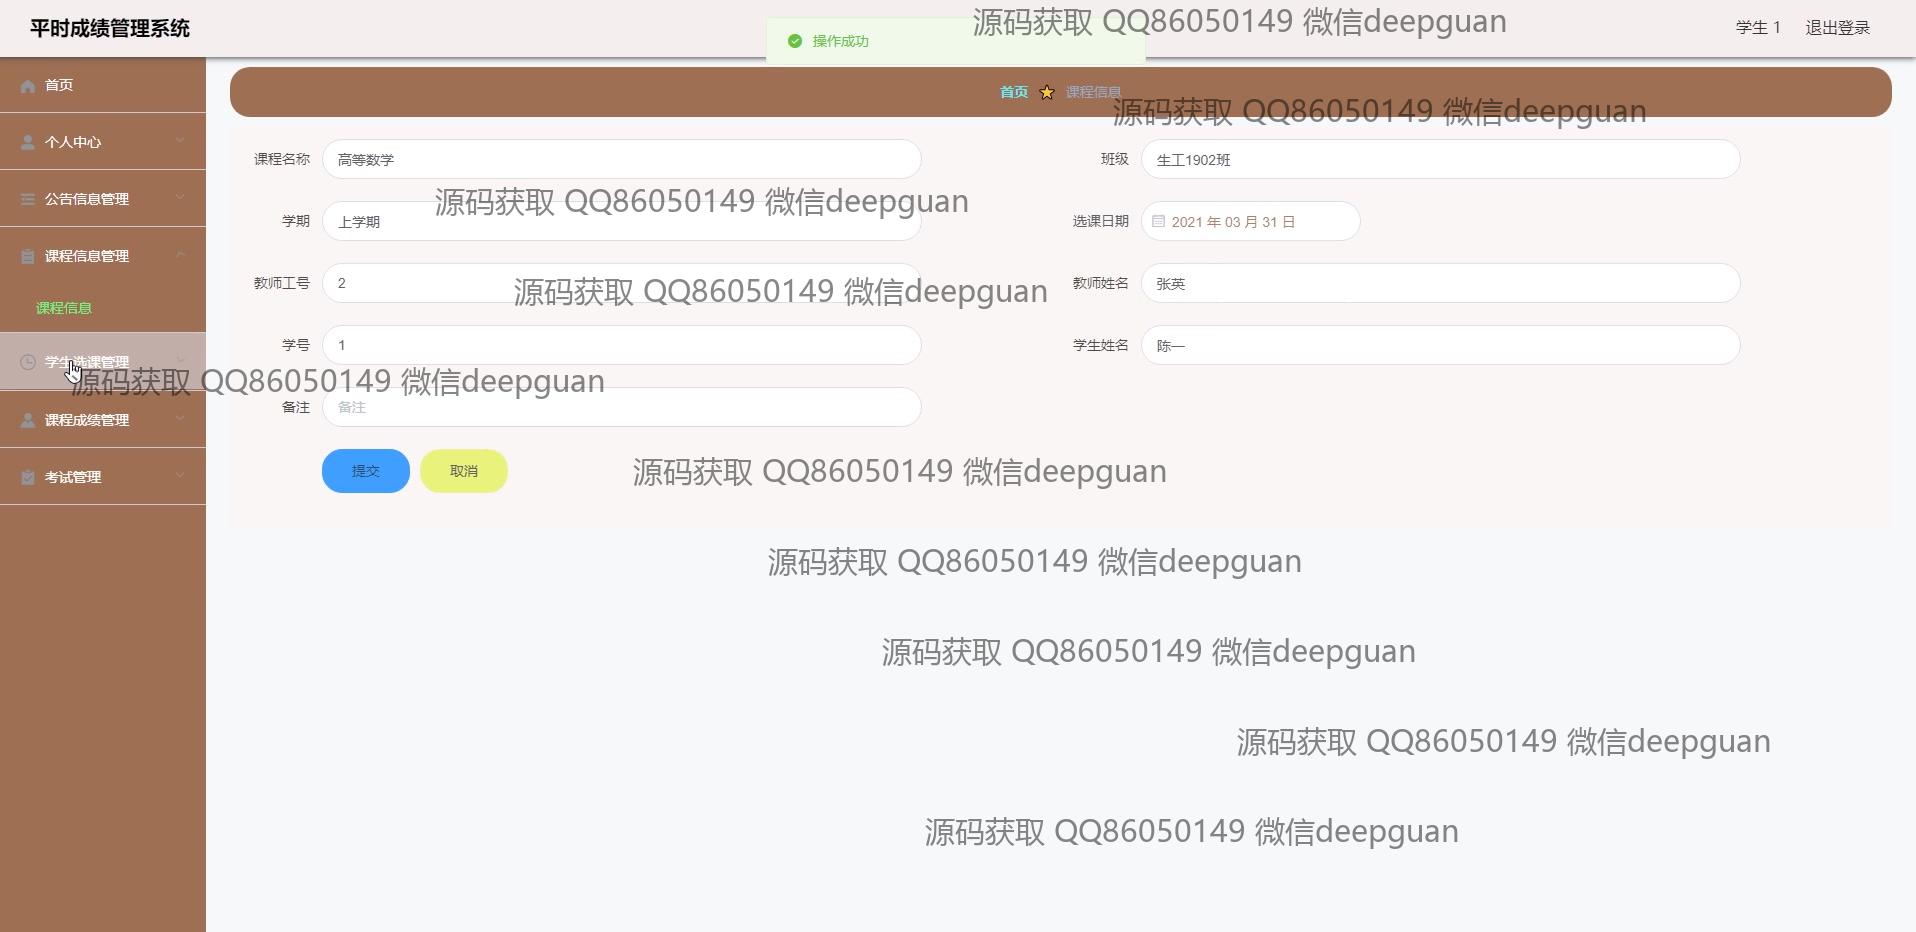 平时成绩管理系统
操作成功
源码获取 QQ86050149 微信deepguan
学生 1 退出登录
首页
个人中心
公告信息管理
课程信息管理
课程信息
学生选课管理
课程成绩管理
考试管理
首页 课程信息
源码获取 QQ86050149 微信deepguan
课程名称 高等数学
班级 生工1902班
源码获取 QQ86050149 微信deepguan
学期 上学期
选课日期 2021 年 03 月 31 日
教师工号 2
源码获取 QQ86050149 微信deepguan
教师姓名 张英
学号 1
学生姓名 陈一
源码获取 QQ86050149 微信deepguan
备注 备注
提交 取消
源码获取 QQ86050149 微信deepguan
源码获取 QQ86050149 微信deepguan
源码获取 QQ86050149 微信deepguan
源码获取 QQ86050149 微信deepguan
源码获取 QQ86050149 微信deepguan